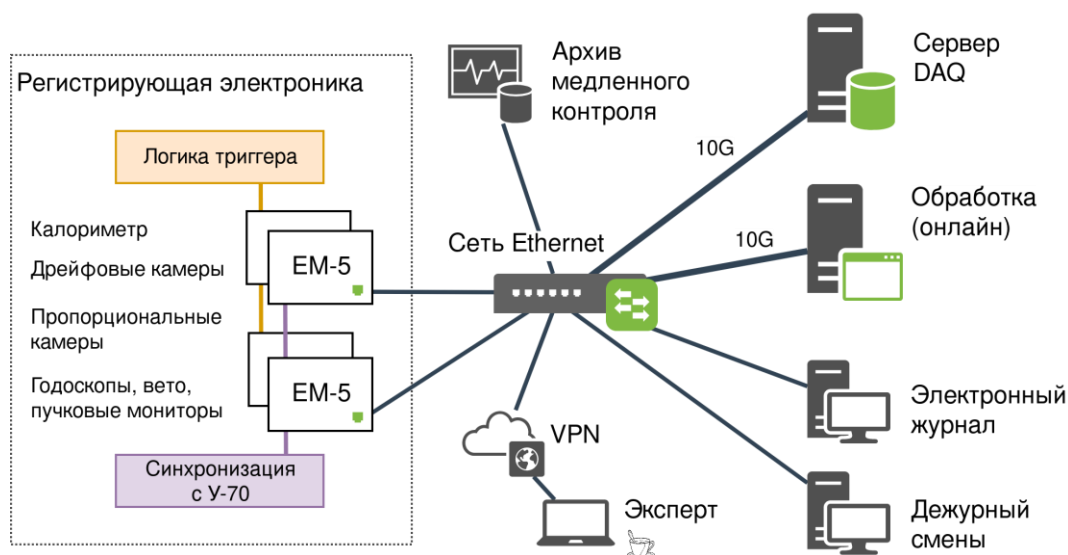 Регистрирующая электроника
Логика триггера
Калориметр
Дрейфовые камеры
Пропорциональные
камеры
Годоскопы, вето,
пучковые мониторы
EM-5
EM-5
Синхронизация
с У-70
Архив
медленного
контроля
Сеть Ethernet
VPN
Эксперт
10G
10G
Сервер
DAQ
Обработка
(онлайн)
Электронный
журнал
Дежурный
смены